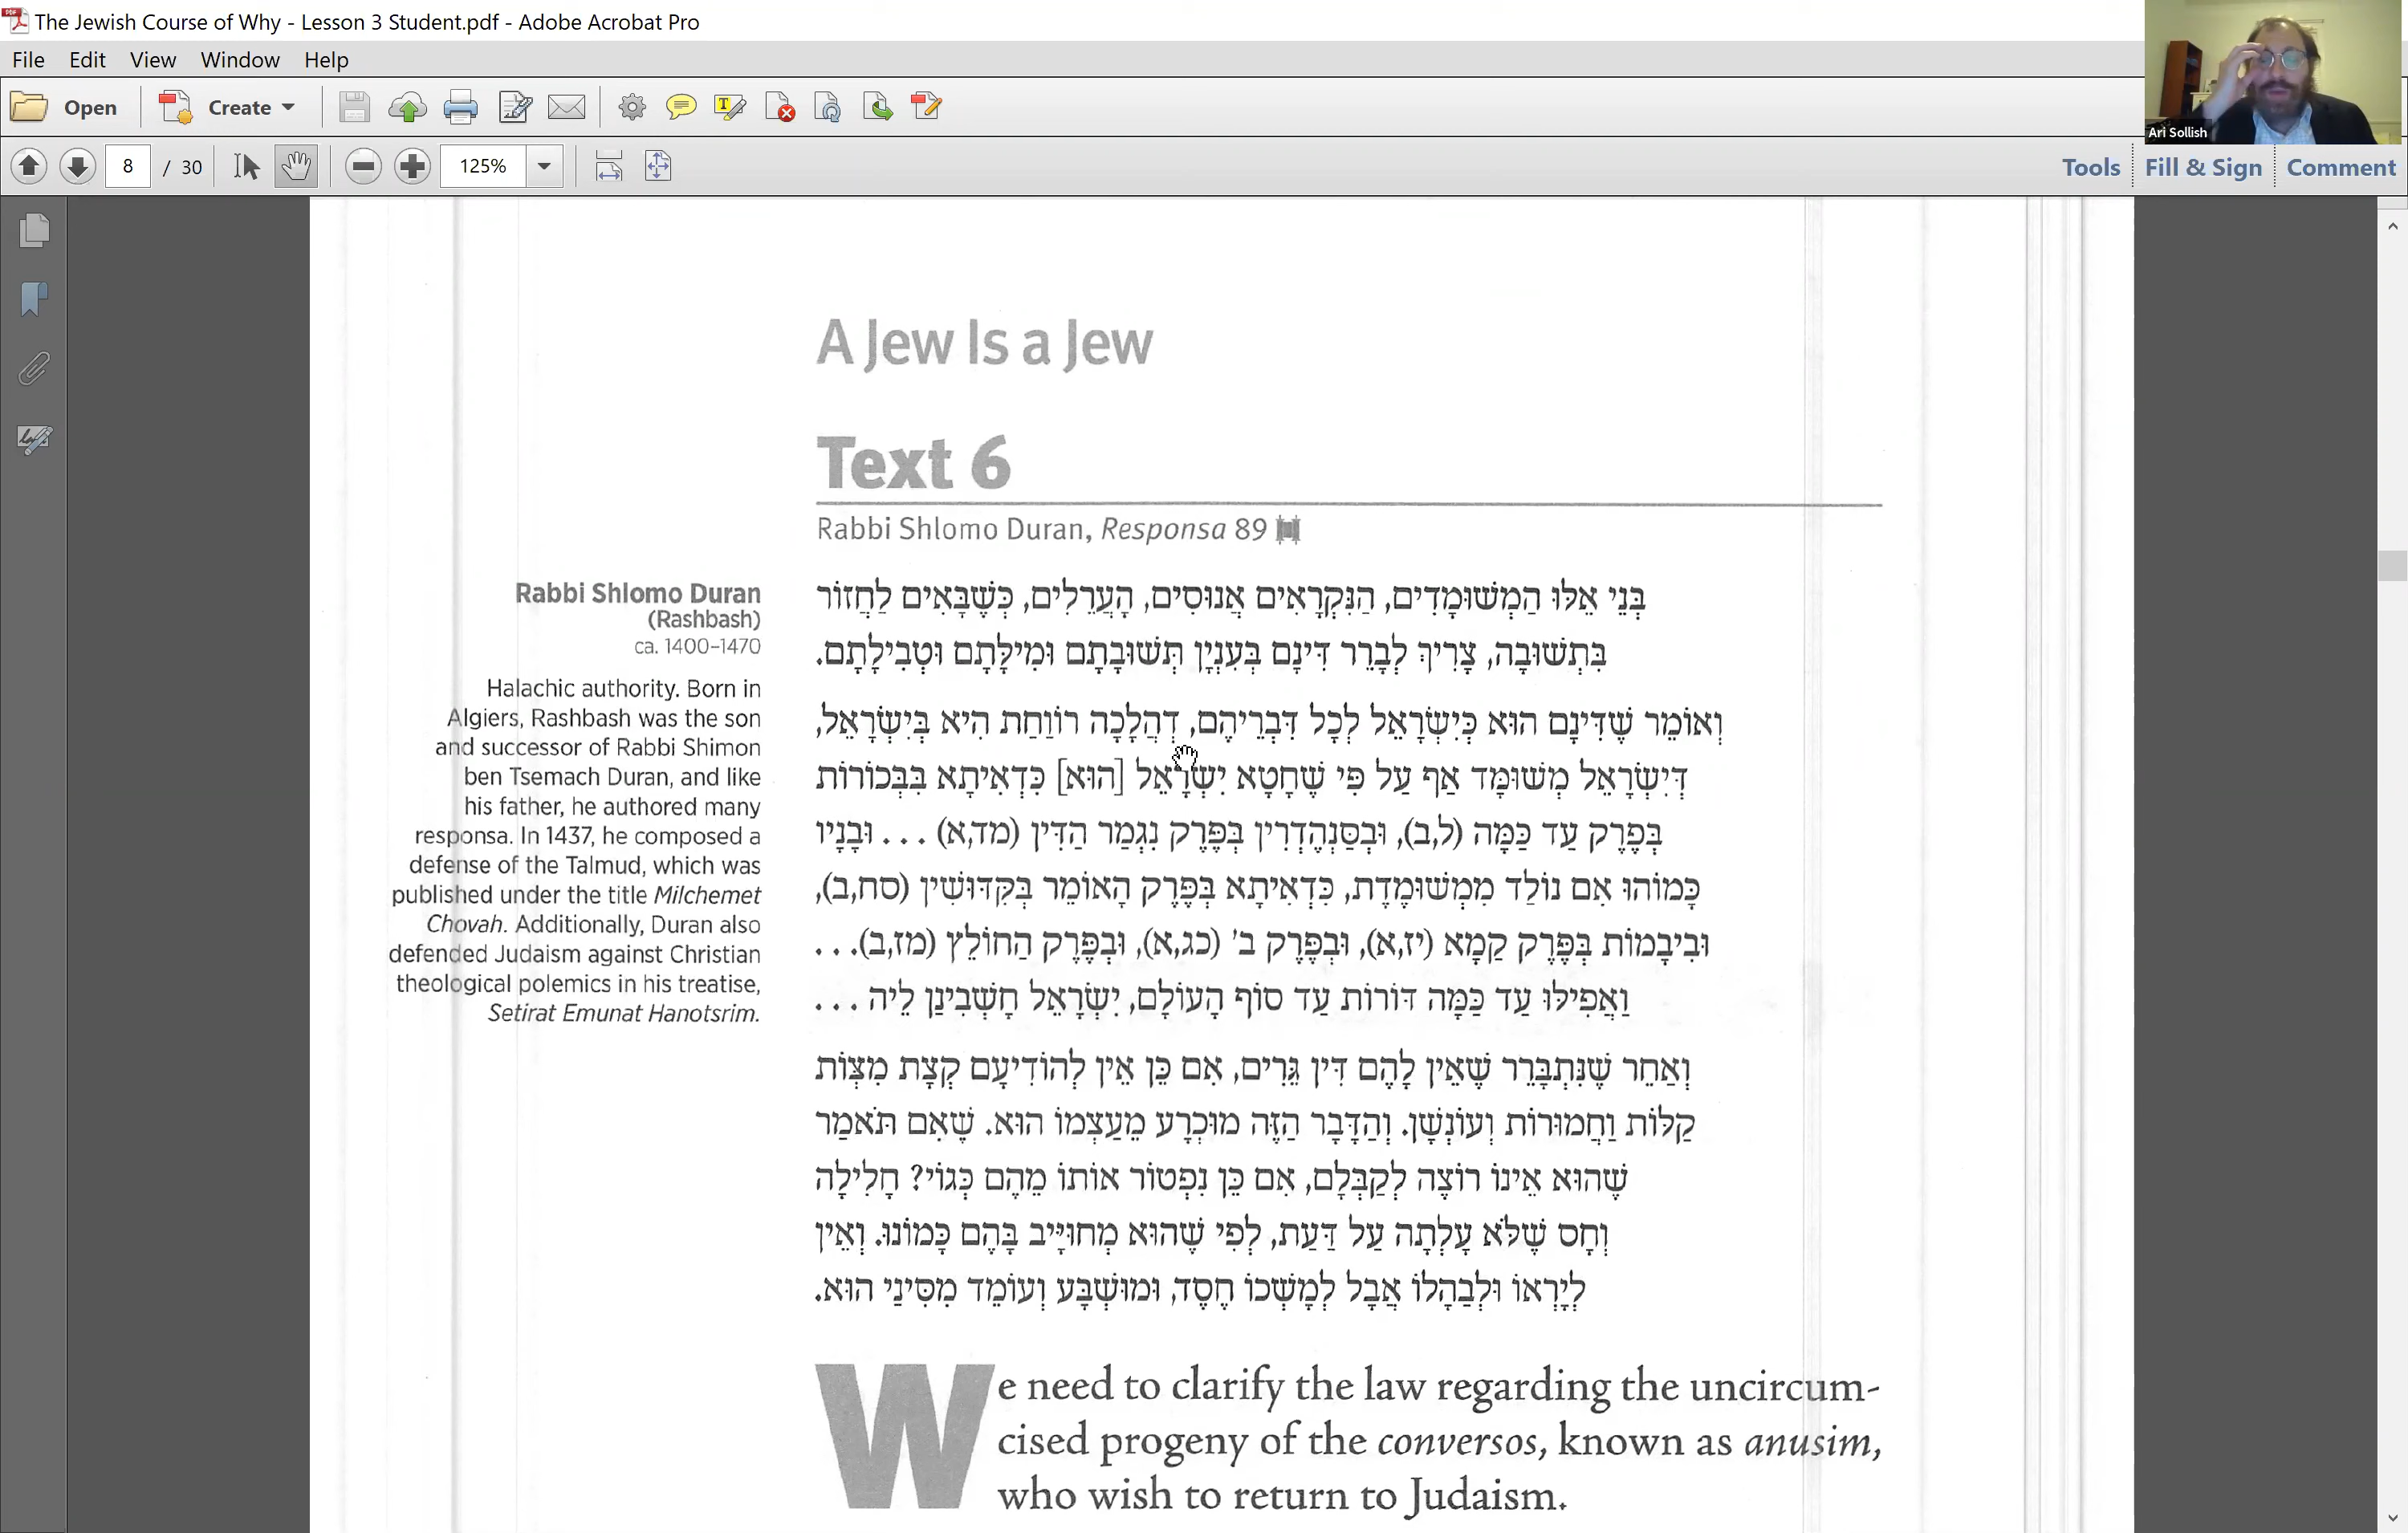 The Jewish Course of Why - Lesson 3 Student.pdf - Adobe Acrobat Pro
File Edit View Window Help
Open Create
8 / 30 125%
Tools Fill & Sign Comment
Ari Sollish
A Jew Is a Jew
Text 6
Rabbi Shlomo Duran, Responsa 89
Rabbi Shlomo Duran
(Rashbash)
ca. 1400–1470
Halachic authority. Born in
Algiers, Rashbash was the son
and successor of Rabbi Shimon
ben Tsemach Duran, and like
his father, he authored many
responsa. In 1437, he composed a
defense of the Talmud, which was
published under the title Milchemet
Chovah. Additionally, Duran also
defended Judaism against Christian
theological polemics in his treatise,
Setirat Emunat Hanotsrim.
בְּנֵי אֵלּוּ הַמְשׁוּמָדִים, הַנִּקְרָאִים אֲנוּסִים, הָעֲרֵלִים, כְּשֶׁבָּאִים לַחֲזוֹר
בִּתְשׁוּבָה, צָרִיךְ לְבָרֵר דִּינָם בְּעִנְיַן תְּשׁוּבָתָם וּמִילָתָם וּטְבִילָתָם.
וְאוֹמֵר שֶׁדִּינָם הוּא כְּיִשְׂרָאֵל לְכָל דִּבְרֵיהֶם, דְהֲלָכָה רוֹוַחַת הִיא בְּיִשְׂרָאֵל,
דְּיִשְׂרָאֵל מְשׁוּמָּד אַף עַל פִּי שֶׁחָטָא יִשְׂרָאֵל [הוּא] כִּדְאִיתָא בִּבְּכוֹרוֹת
בְּפֶרֶק עַד כַּמָּה (ל,ב), וּבְסַנְהֶדְרִין בְּפֶּרֶק נִגְמַר הַדִּין (מד,א) ... וּבָנָיו
כָּמוֹהוּ אִם נוֹלַד מִמְשׁוּמֶדֶת, כִּדְאִיתָא בְּפֶּרֶק הָאוֹמֵר בְּקִדּוּשִׁין (סח,ב),
וּבִיבָמוֹת בְּפֶּרֶק קַמָא (יז,א), וּבְפֶּרֶק ב' (כג,א), וּבְפֶּרֶק הַחוֹלֵץ (מז,ב)...
וַאֲפִילוּ עַד כַּמָּה דּוֹרוֹת עַד סוֹף הָעוֹלָם, יִשְׂרָאֵל חָשְׁבִינַן לֵיה ...
וְאַחֵר שֶׁנִּתְבָּרֵר שֶׁאֵין לָהֶם דִּין גֵּרִים, אִם כֵּן אֵין לְהוֹדִיעָם קְצָת מִצְּוֹת
קַלּוֹת וַחֲמוּרוֹת וְעוֹנְשָׁן. וְהַדָּבָר הַזֶּה מוּכְרָע מֵעַצְמוֹ הוּא. שֶׁאִם תֹּאמַר
שֶׁהוּא אֵינוֹ רוֹצֶה לְקַבְּלָם, אִם כֵּן נִפְטוֹר אוֹתוֹ מֵהֶם כְּגוֹי? חָלִילָה
וְחָס שֶׁלֹּא עָלְתָה עַל דַּעַת, לְפִי שֶׁהוּא מְחוּיָּיב בָּהֶם כָּמוֹנוּ. וְאֵין
לְיָרְאוֹ וּלְבַהֲלוֹ אֲבָל לְמָשְׁכוֹ חֶסֶד, וּמוּשְׁבָּע וְעוֹמֵד מִסִּינַי הוּא.
We need to clarify the law regarding the uncircum-
cised progeny of the conversos, known as anusim,
who wish to return to Judaism.